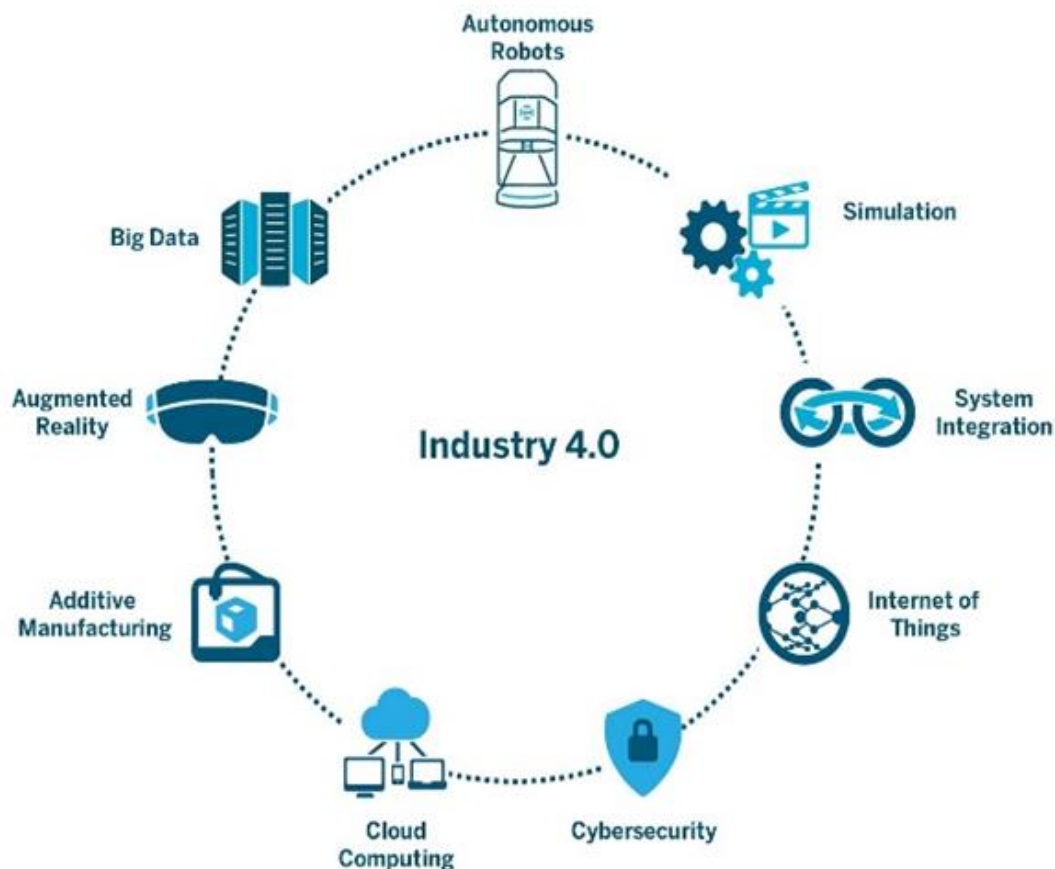 Autonomous
Robots
Simulation
System
Integration
Internet of
Things
Cybersecurity
Cloud
Computing
Additive
Manufacturing
Augmented
Reality
Big Data
Industry 4.0